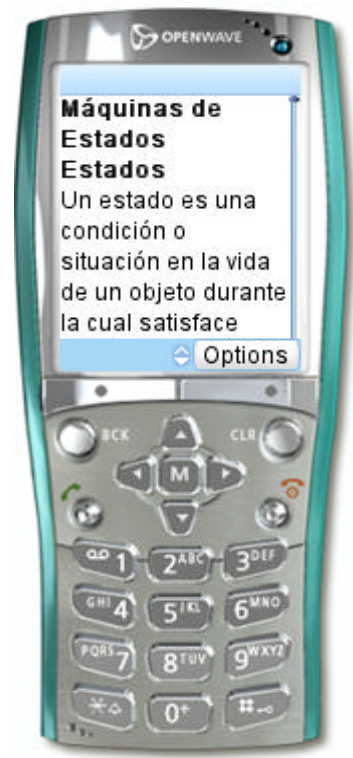 OPENWAVE
Máquinas de
Estados
Estados
Un estado es una
condición o
situación en la vida
de un objeto durante
la cual satisface
Options
BCK
CLR
M
1
2ABC
3DEF
GHI4
5JKL
6MNO
PQRS7
8TUV
9WXYZ
0+
#